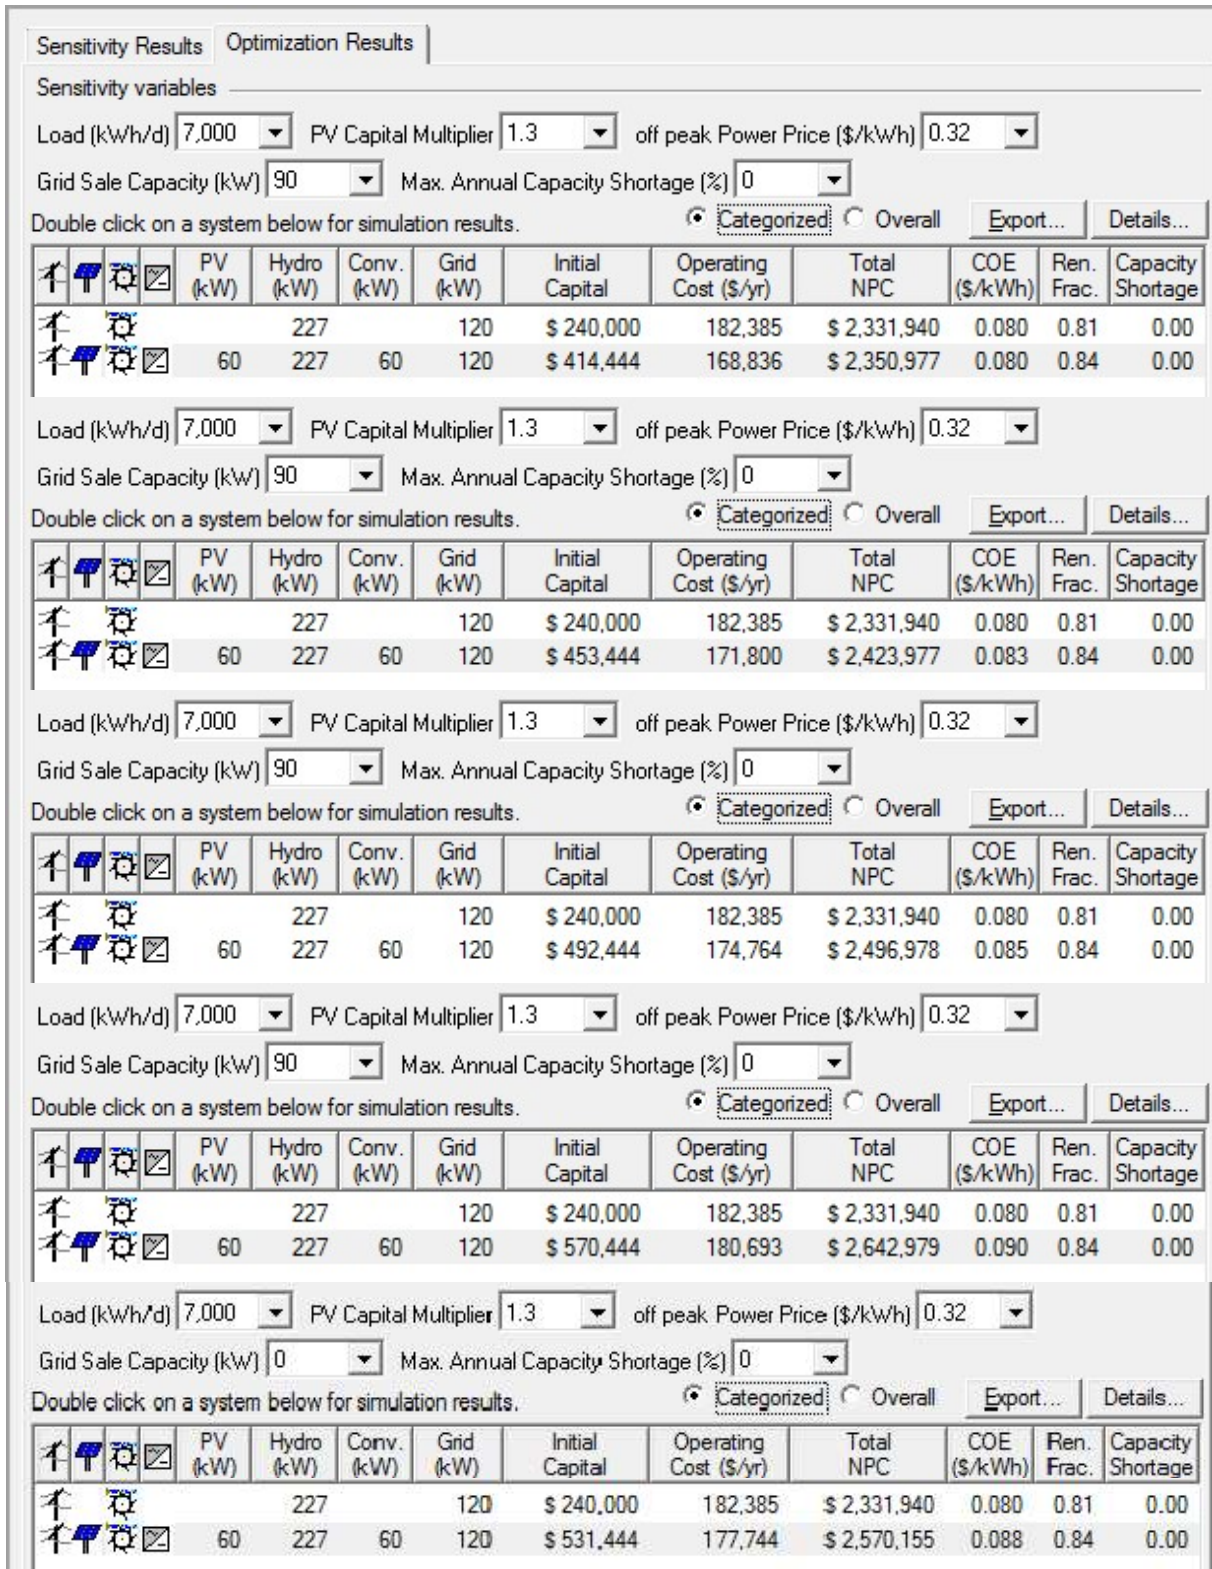 Sensitivity Results Optimization Results
Sensitivity variables
Load (kWh/d) 7,000 PV Capital Multiplier 1.3 off peak Power Price ($/kWh) 0.32
Grid Sale Capacity (kW) 90 Max. Annual Capacity Shortage (%) 0
Double click on a system below for simulation results. Categorized Overall Export... Details...
PV (kW) Hydro (kW) Conv. (kW) Grid (kW) Initial Capital Operating Cost ($/yr) Total NPC COE ($/kWh) Ren. Frac. Capacity Shortage
227 120 $ 240,000 182,385 $ 2,331,940 0.080 0.81 0.00
60 227 60 120 $ 414,444 168,836 $ 2,350,977 0.080 0.84 0.00
Load (kWh/d) 7,000 PV Capital Multiplier 1.3 off peak Power Price ($/kWh) 0.32
Grid Sale Capacity (kW) 90 Max. Annual Capacity Shortage (%) 0
Double click on a system below for simulation results. Categorized Overall Export... Details...
PV (kW) Hydro (kW) Conv. (kW) Grid (kW) Initial Capital Operating Cost ($/yr) Total NPC COE ($/kWh) Ren. Frac. Capacity Shortage
227 120 $ 240,000 182,385 $ 2,331,940 0.080 0.81 0.00
60 227 60 120 $ 453,444 171,800 $ 2,423,977 0.083 0.84 0.00
Load (kWh/d) 7,000 PV Capital Multiplier 1.3 off peak Power Price ($/kWh) 0.32
Grid Sale Capacity (kW) 90 Max. Annual Capacity Shortage (%) 0
Double click on a system below for simulation results. Categorized Overall Export... Details...
PV (kW) Hydro (kW) Conv. (kW) Grid (kW) Initial Capital Operating Cost ($/yr) Total NPC COE ($/kWh) Ren. Frac. Capacity Shortage
227 120 $ 240,000 182,385 $ 2,331,940 0.080 0.81 0.00
60 227 60 120 $ 492,444 174,764 $ 2,496,978 0.085 0.84 0.00
Load (kWh/d) 7,000 PV Capital Multiplier 1.3 off peak Power Price ($/kWh) 0.32
Grid Sale Capacity (kW) 90 Max. Annual Capacity Shortage (%) 0
Double click on a system below for simulation results. Categorized Overall Export... Details...
PV (kW) Hydro (kW) Conv. (kW) Grid (kW) Initial Capital Operating Cost ($/yr) Total NPC COE ($/kWh) Ren. Frac. Capacity Shortage
227 120 $ 240,000 182,385 $ 2,331,940 0.080 0.81 0.00
60 227 60 120 $ 570,444 180,693 $ 2,642,979 0.090 0.84 0.00
Load (kWh/d) 7,000 PV Capital Multiplier 1.3 off peak Power Price ($/kWh) 0.32
Grid Sale Capacity (kW) 0 Max. Annual Capacity Shortage (%) 0
Double click on a system below for simulation results. Categorized Overall Export... Details...
PV (kW) Hydro (kW) Conv. (kW) Grid (kW) Initial Capital Operating Cost ($/yr) Total NPC COE ($/kWh) Ren. Frac. Capacity Shortage
227 120 $ 240,000 182,385 $ 2,331,940 0.080 0.81 0.00
60 227 60 120 $ 531,444 177,744 $ 2,570,155 0.088 0.84 0.00